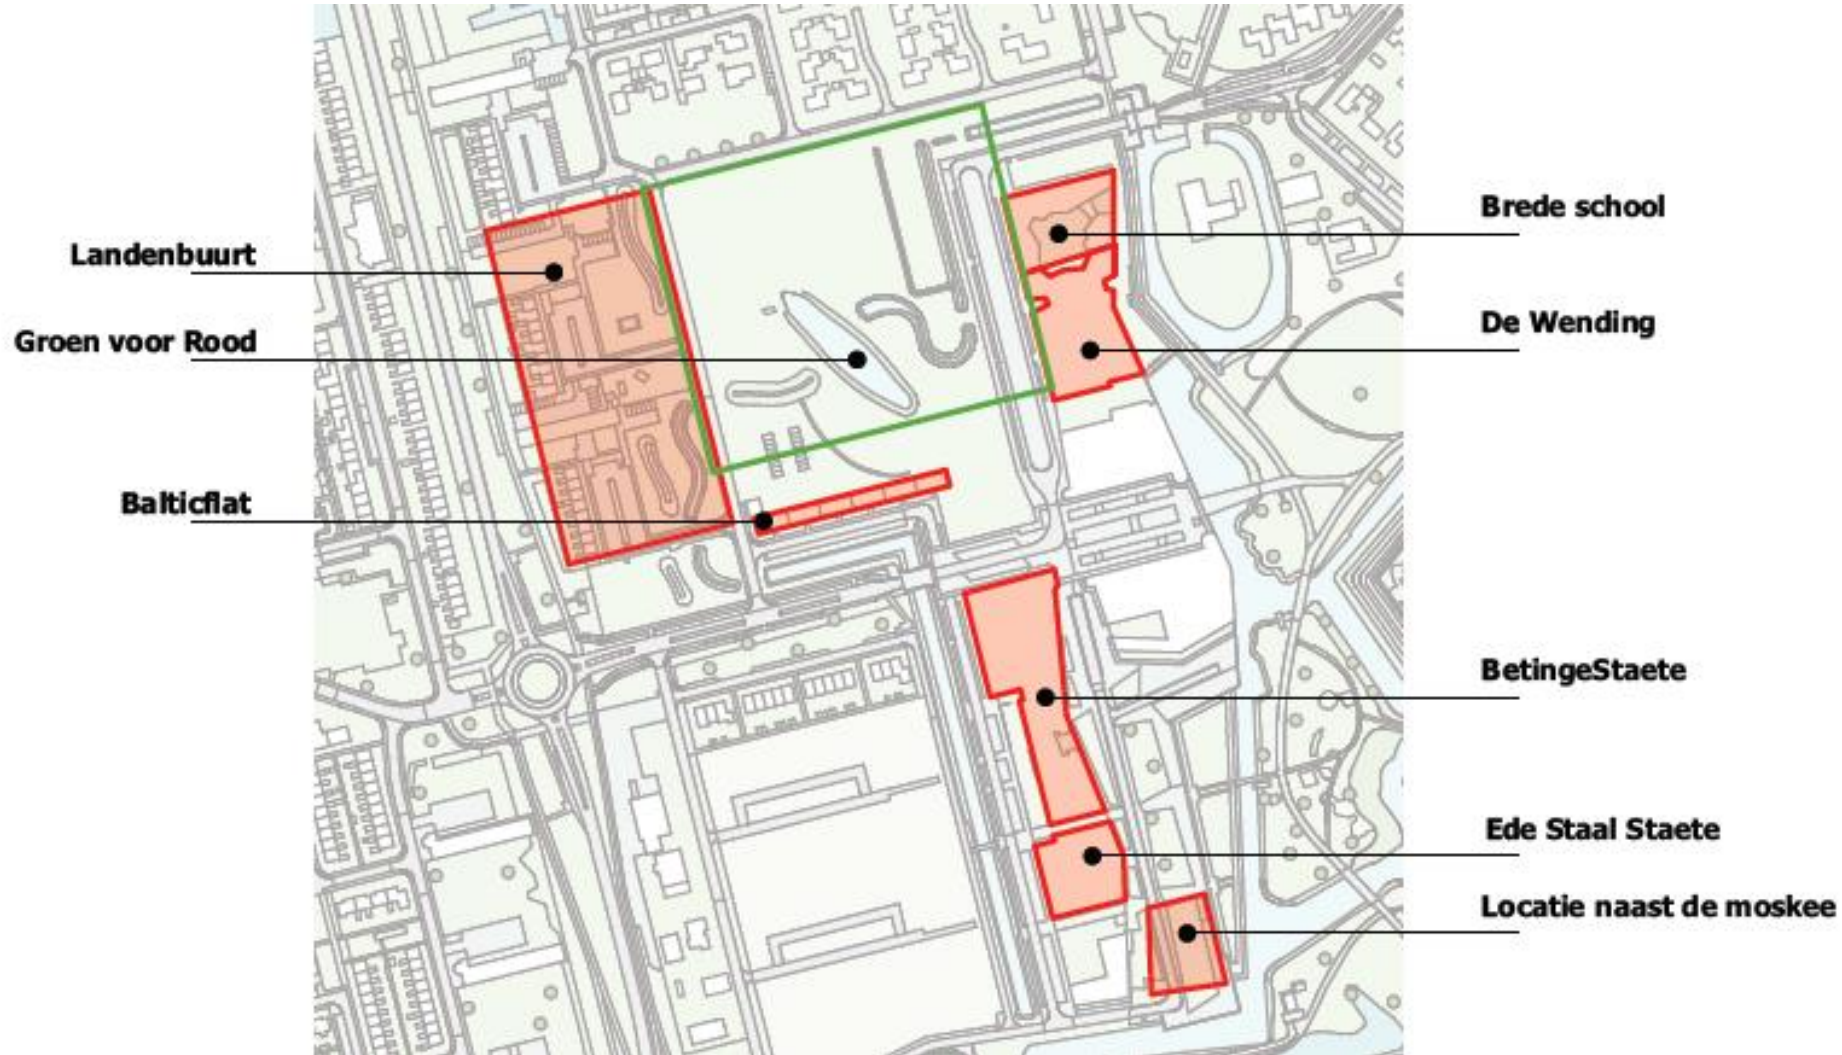 Landenbuurt
Groen voor Rood
Balticflat
Brede school
De Wending
BetingeStaete
Ede Staal Staete
Locatie naast de moskee